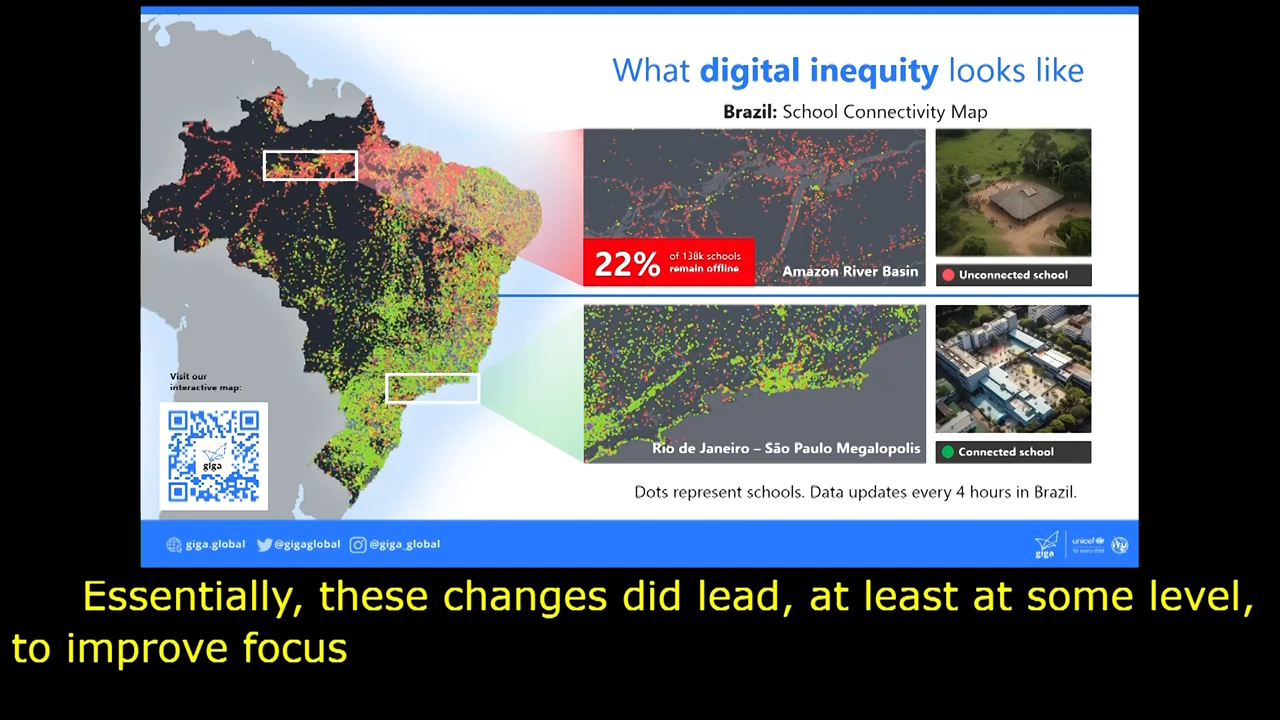 What digital inequity looks like
Brazil: School Connectivity Map
22%
of 138k schools
remain offline
Amazon River Basin
Unconnected school
Rio de Janeiro – São Paulo Megalopolis
Connected school
Visit our
interactive map:
giga
Dots represent schools. Data updates every 4 hours in Brazil.
giga.global @gigaglobal @giga_global
giga
unicef
for every child
Essentially, these changes did lead, at least at some level,
to improve focus